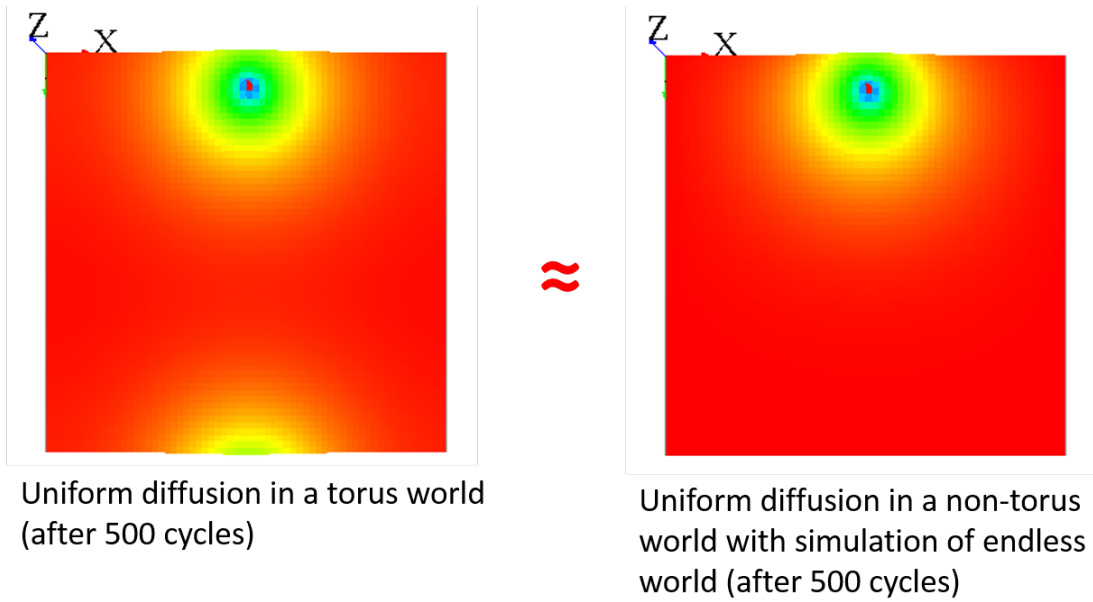 Z
X
Z
X
≈
Uniform diffusion in a torus world
(after 500 cycles)
Uniform diffusion in a non-torus
world with simulation of endless
world (after 500 cycles)